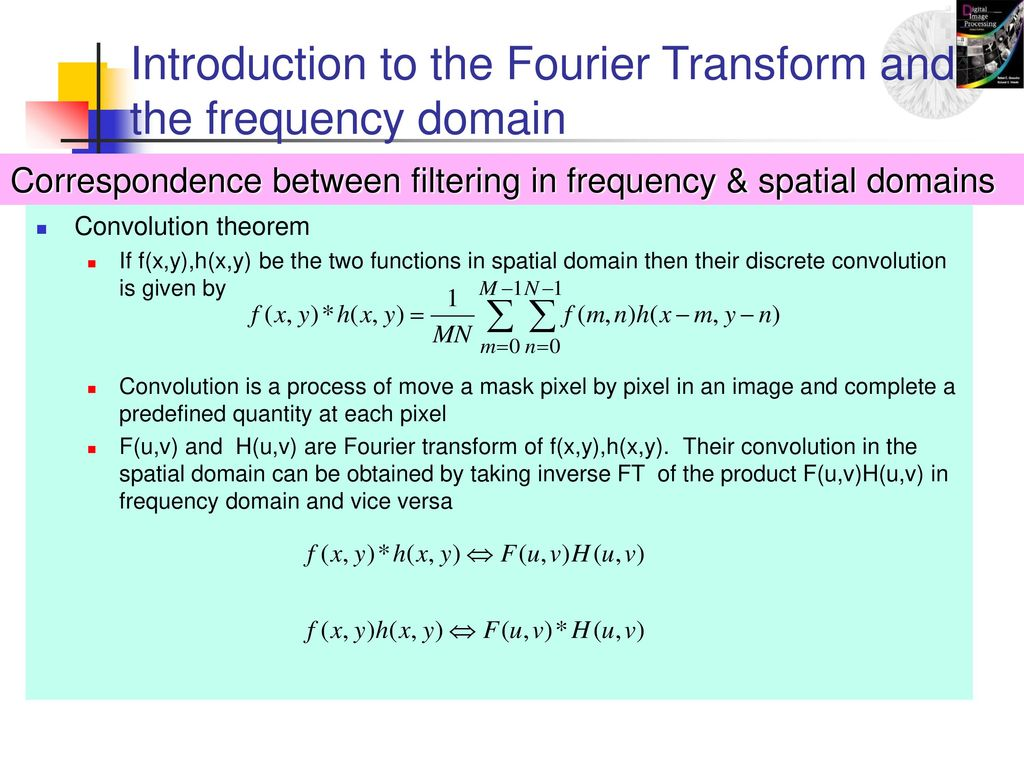 Digital
Image
Processing
Introduction to the Fourier Transform and
the frequency domain
Correspondence between filtering in frequency & spatial domains
Convolution theorem
If f(x,y),h(x,y) be the two functions in spatial domain then their discrete convolution
is given by
f(x, y)*h(x, y) = 1/MN ∑_{m=0}^{M−1} ∑_{n=0}^{N−1} f(m,n)h(x − m, y − n)
Convolution is a process of move a mask pixel by pixel in an image and complete a
predefined quantity at each pixel
F(u,v) and H(u,v) are Fourier transform of f(x,y),h(x,y). Their convolution in the
spatial domain can be obtained by taking inverse FT of the product F(u,v)H(u,v) in
frequency domain and vice versa
f(x, y)*h(x, y) ⇔ F(u,v)H(u,v)
f(x, y)h(x, y) ⇔ F(u,v)*H(u,v)